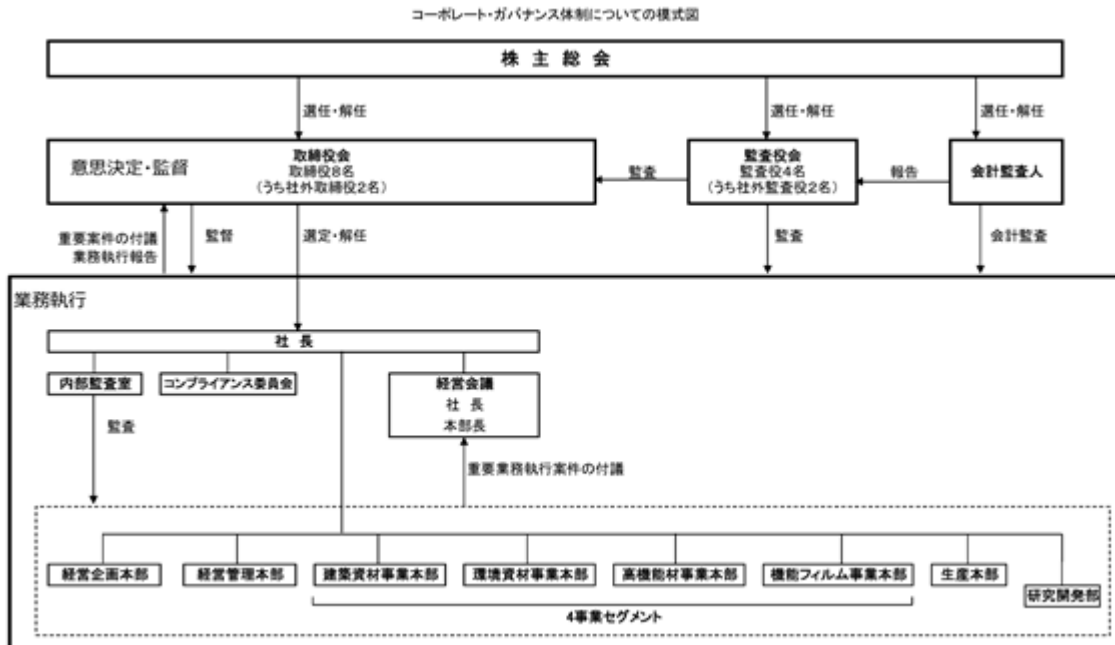 コーポレート・ガバナンス体制についての模式図
株主総会
選任・解任
選任・解任
選任・解任
意思決定・監督
取締役会
取締役8名
(うち社外取締役2名)
監査
監査役会
監査役4名
(うち社外監査役2名)
報告
会計監査人
重要案件の付議
業務執行報告
監督
選定・解任
監査
会計監査
業務執行
社長
内部監査室
コンプライアンス委員会
経営会議
社長
本部長
監査
重要業務執行案件の付議
経営企画本部
経営管理本部
建築資材事業本部
環境資材事業本部
高機能材事業本部
機能フィルム事業本部
生産本部
研究開発部
4事業セグメント